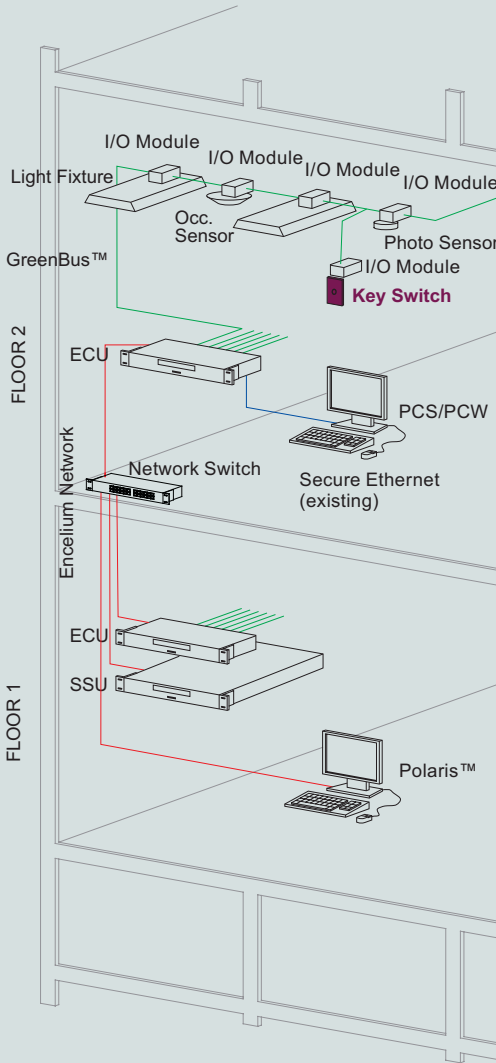 I/O Module
I/O Module
I/O Module
I/O Module
Light Fixture
Occ.
Sensor
Photo Sensor
GreenBus™
I/O Module
Key Switch
FLOOR 2
ECU
PCS/PCW
Encelium Network
Network Switch
Secure Ethernet
(existing)
ECU
SSU
FLOOR 1
Polaris™